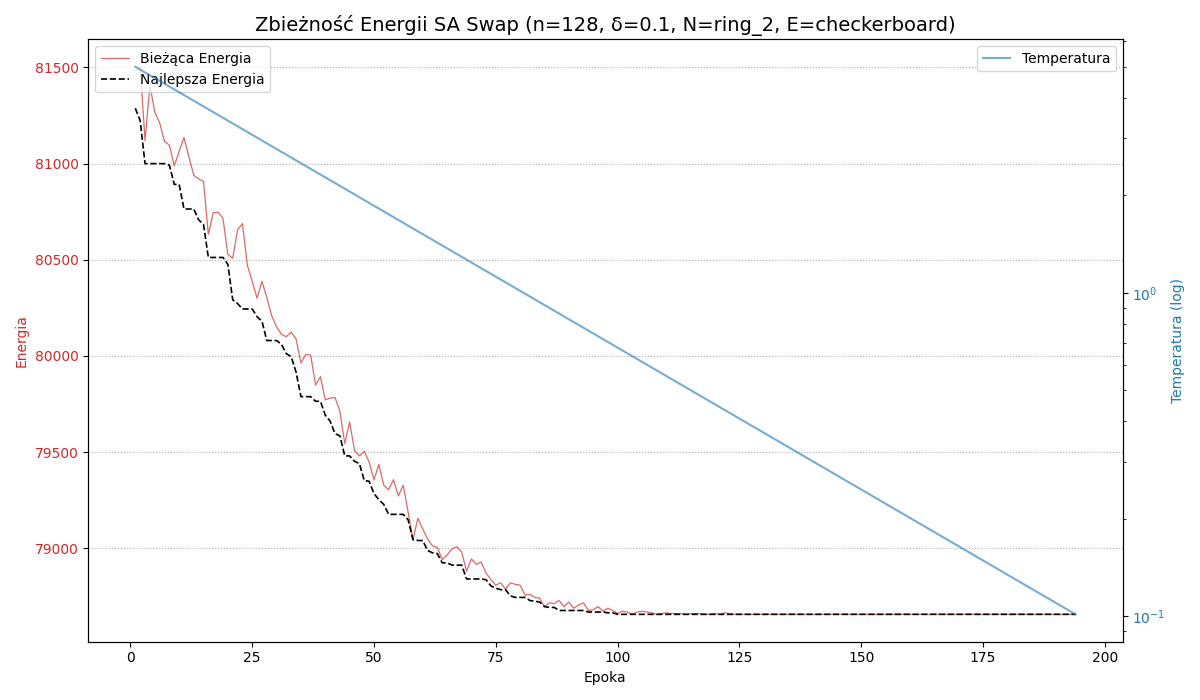 Zbieżność Energii SA Swap (n=128, δ=0.1, N=ring_2, E=checkerboard)
Bieżąca Energia
Najlepsza Energia
Temperatura
81500
81000
80500
80000
79500
79000
Energia
10⁰
10⁻¹
Temperatura (log)
0 25 50 75 100 125 150 175 200
Epoka